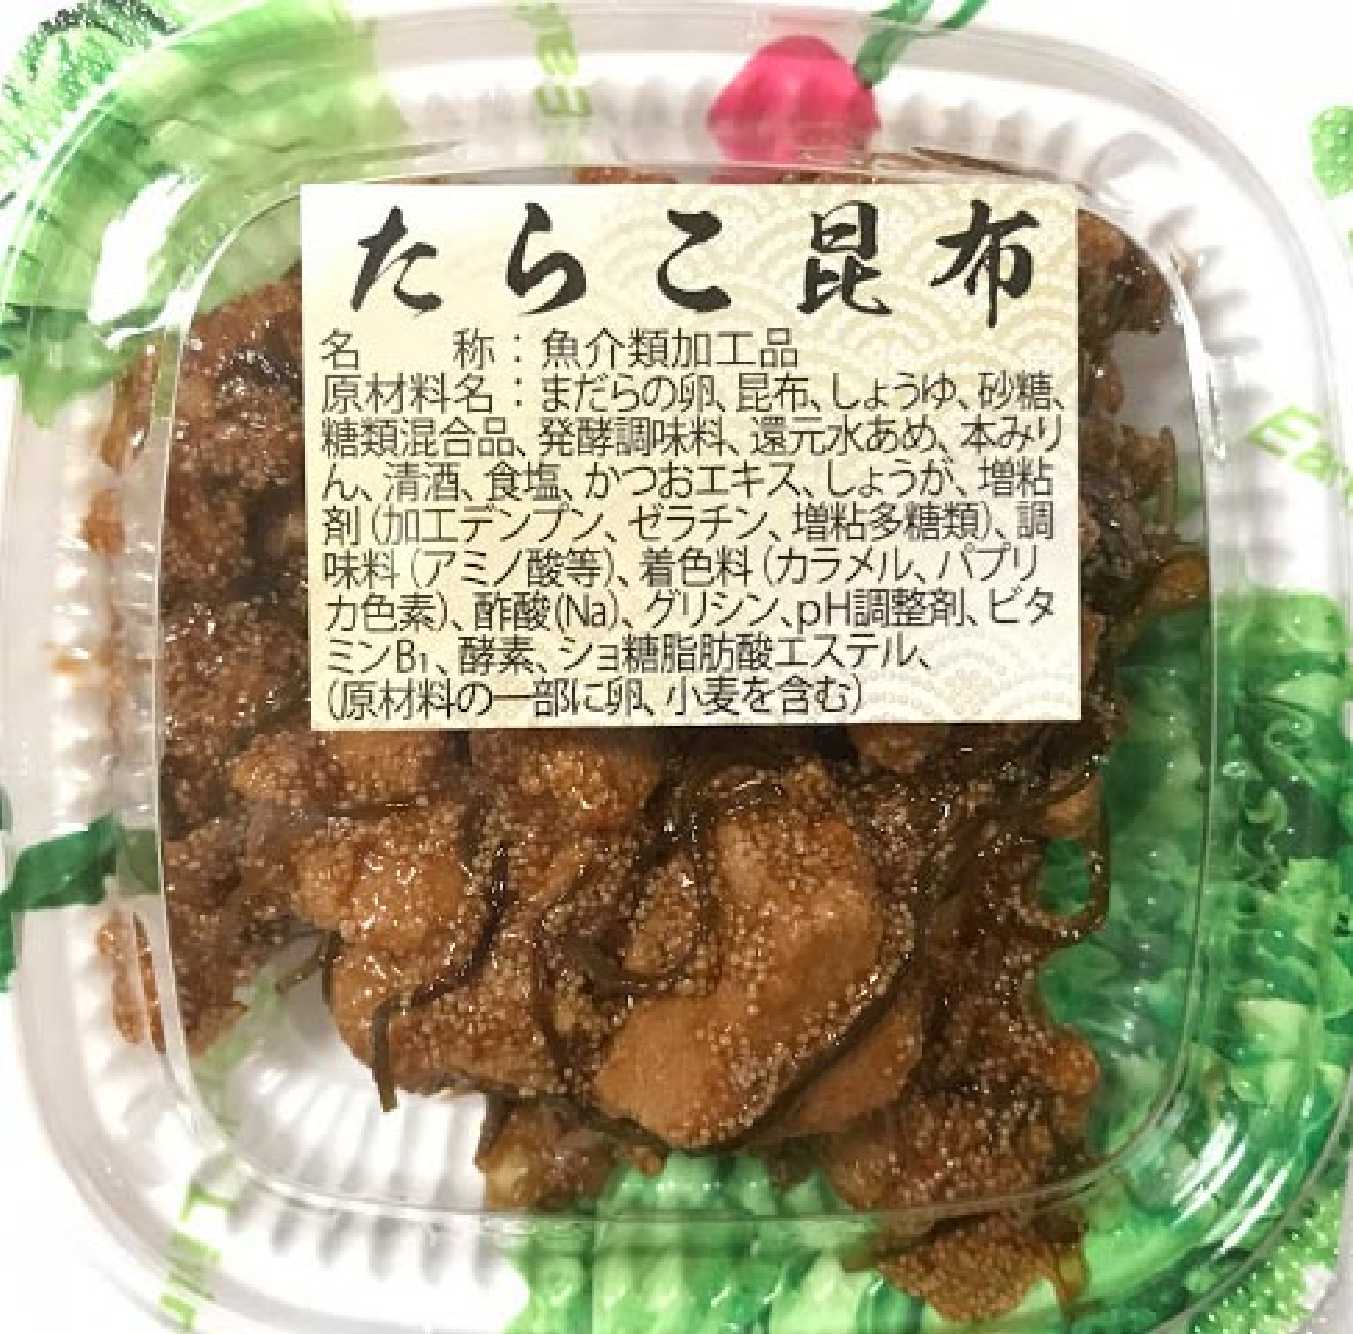 たらこ昆布
名　　称：魚介類加工品
原材料名：まだらの卵、昆布、しょうゆ、砂糖、
糖類混合品、発酵調味料、還元水あめ、本みり
ん、清酒、食塩、かつおエキス、しょうが、増粘
剤（加工デンプン、ゼラチン、増粘多糖類）、調
味料（アミノ酸等）、着色料（カラメル、パプリ
カ色素）、酢酸(Na)、グリシン、pH調整剤、ビタ
ミンB₁、酵素、ショ糖脂肪酸エステル、
（原材料の一部に卵、小麦を含む）